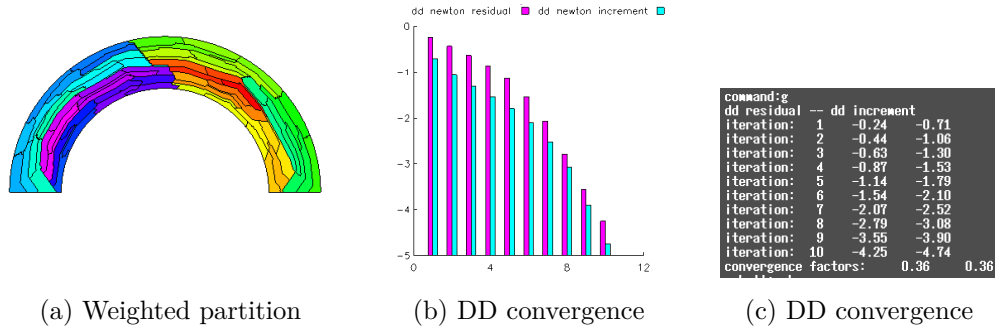 dd newton residual dd newton increment
0
−1
−2
−3
−4
−5
0 4 8 12
command:g
dd residual -- dd increment
iteration: 1 -0.24 -0.71
iteration: 2 -0.44 -1.06
iteration: 3 -0.63 -1.30
iteration: 4 -0.87 -1.53
iteration: 5 -1.14 -1.79
iteration: 6 -1.54 -2.10
iteration: 7 -2.07 -2.52
iteration: 8 -2.79 -3.08
iteration: 9 -3.55 -3.90
iteration: 10 -4.25 -4.74
convergence factors: 0.36 0.36
(a) Weighted partition
(b) DD convergence
(c) DD convergence